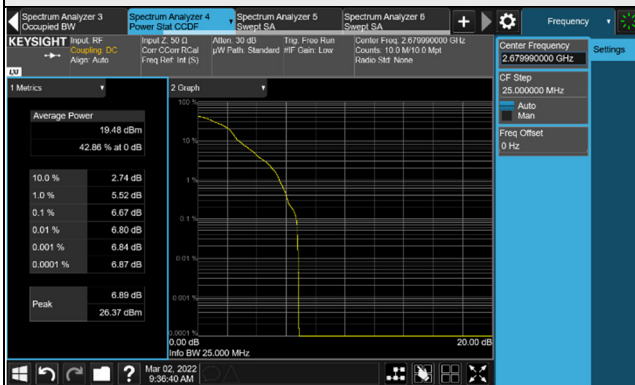 Spectrum Analyzer 3
Occupied BW
Spectrum Analyzer 4
Power Stat CCDF
Spectrum Analyzer 5
Swept SA
Spectrum Analyzer 6
Swept SA
+
Frequency
KEYSIGHT
Input: RF
Coupling: DC
Align: Auto
Input Z: 50 Ω
Corr CCorr RCal
Freq Ref: Int (S)
Atten: 30 dB
µW Path: Standard
Trig: Free Run
#IF Gain: Low
Center Freq: 2.679990000 GHz
Counts: 10.0 M/10.0 Mpt
Radio Std: None
LXI
Center Frequency
2.679990000 GHz
Settings
CF Step
25.000000 MHz
Auto
Man
Freq Offset
0 Hz
1 Metrics
Average Power
19.48 dBm
42.86 % at 0 dB
10.0 % 2.74 dB
1.0 % 5.52 dB
0.1 % 6.67 dB
0.01 % 6.80 dB
0.001 % 6.84 dB
0.0001 % 6.87 dB
Peak
6.89 dB
26.37 dBm
2 Graph
100 %
10 %
1 %
0.1 %
0.01 %
0.001 %
0.0001 %
0.00 dB
20.00 dB
Info BW 25.000 MHz
?
Mar 02, 2022
9:36:40 AM